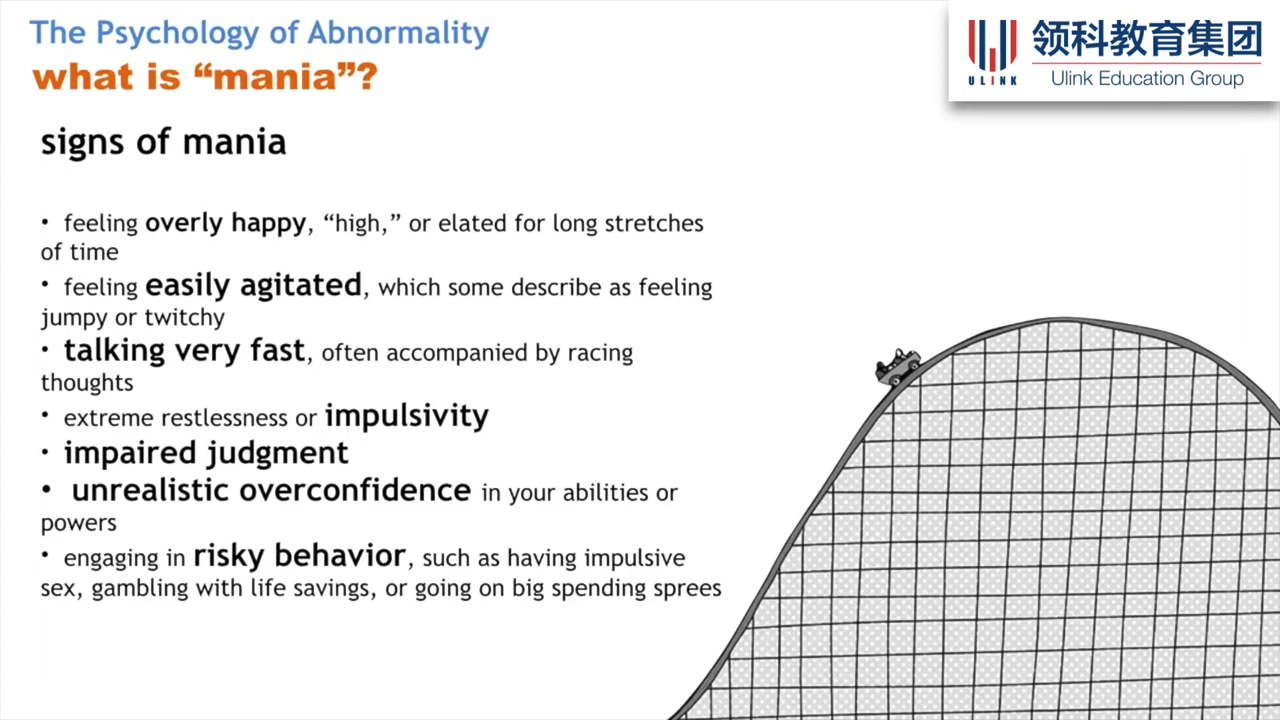 The Psychology of Abnormality
what is “mania”?
ULINK
领科教育集团
Ulink Education Group
signs of mania
• feeling overly happy, “high,” or elated for long stretches
of time
• feeling easily agitated, which some describe as feeling
jumpy or twitchy
• talking very fast, often accompanied by racing
thoughts
• extreme restlessness or impulsivity
• impaired judgment
• unrealistic overconfidence in your abilities or
powers
• engaging in risky behavior, such as having impulsive
sex, gambling with life savings, or going on big spending sprees